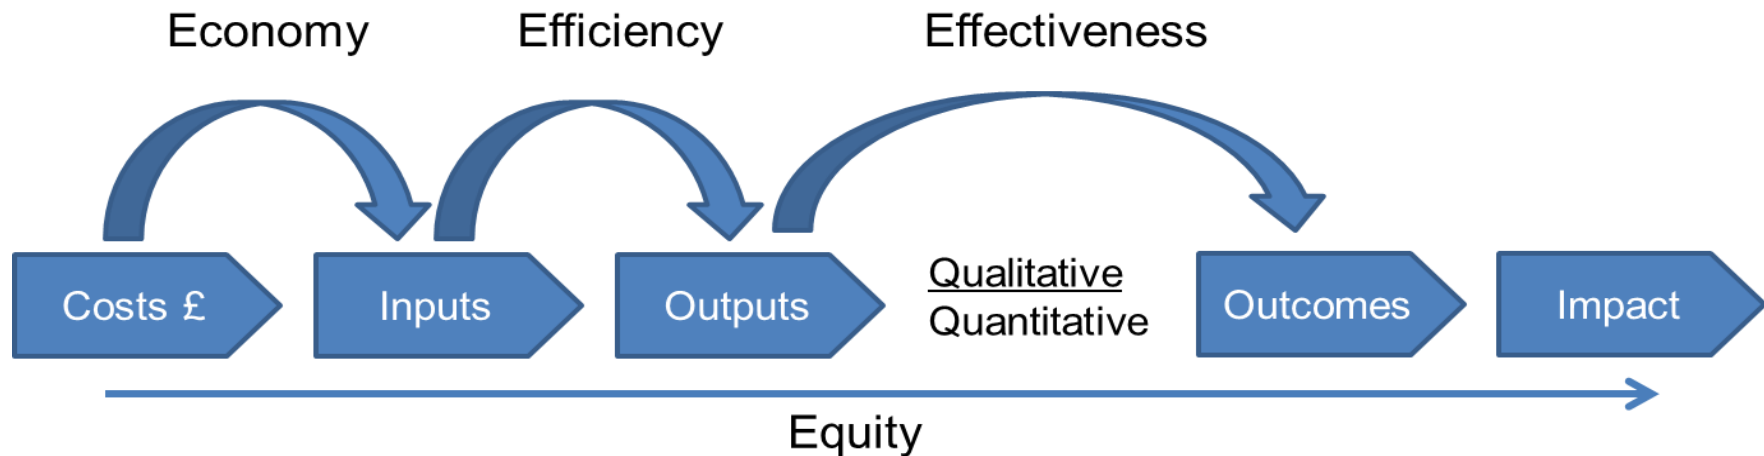 Economy
Efficiency
Effectiveness
Costs £
Inputs
Outputs
Qualitative
Quantitative
Outcomes
Impact
Equity